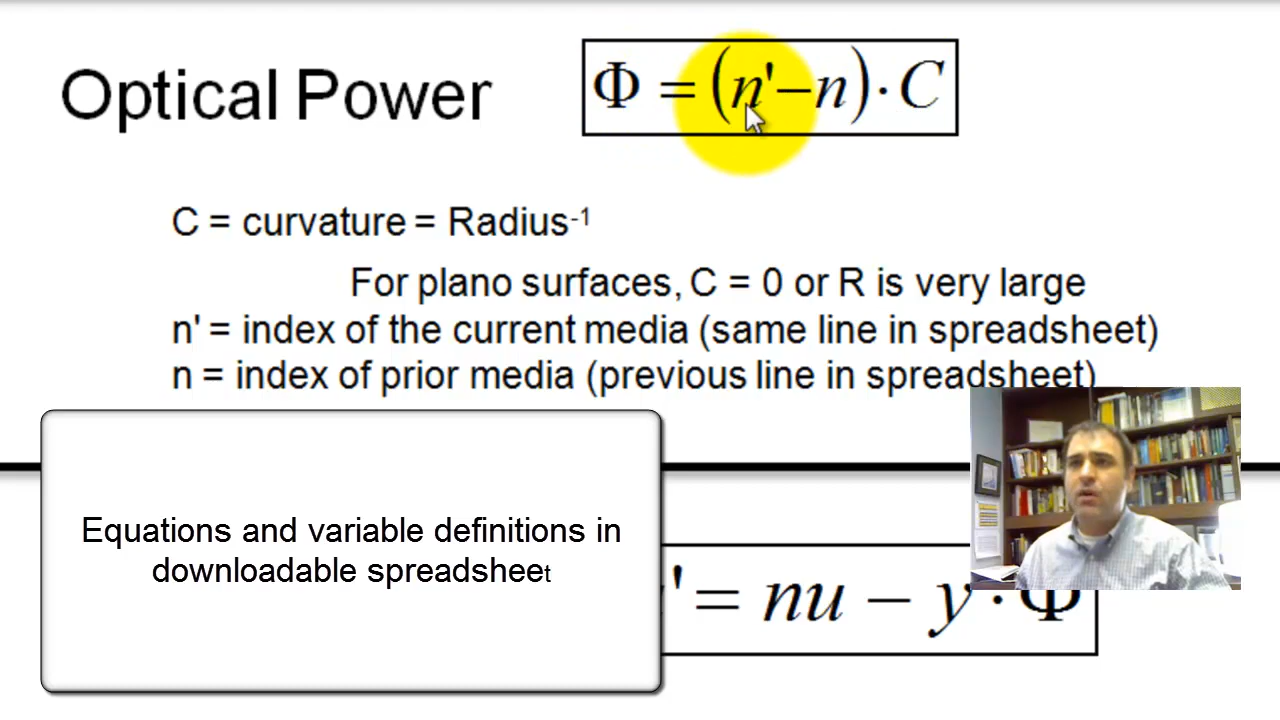 Optical Power
Φ = (n'−n)·C
C = curvature = Radius⁻¹
For plano surfaces, C = 0 or R is very large
n' = index of the current media (same line in spreadsheet)
n = index of prior media (previous line in spreadsheet)
Equations and variable definitions in
downloadable spreadsheet
' = nu − y·Φ